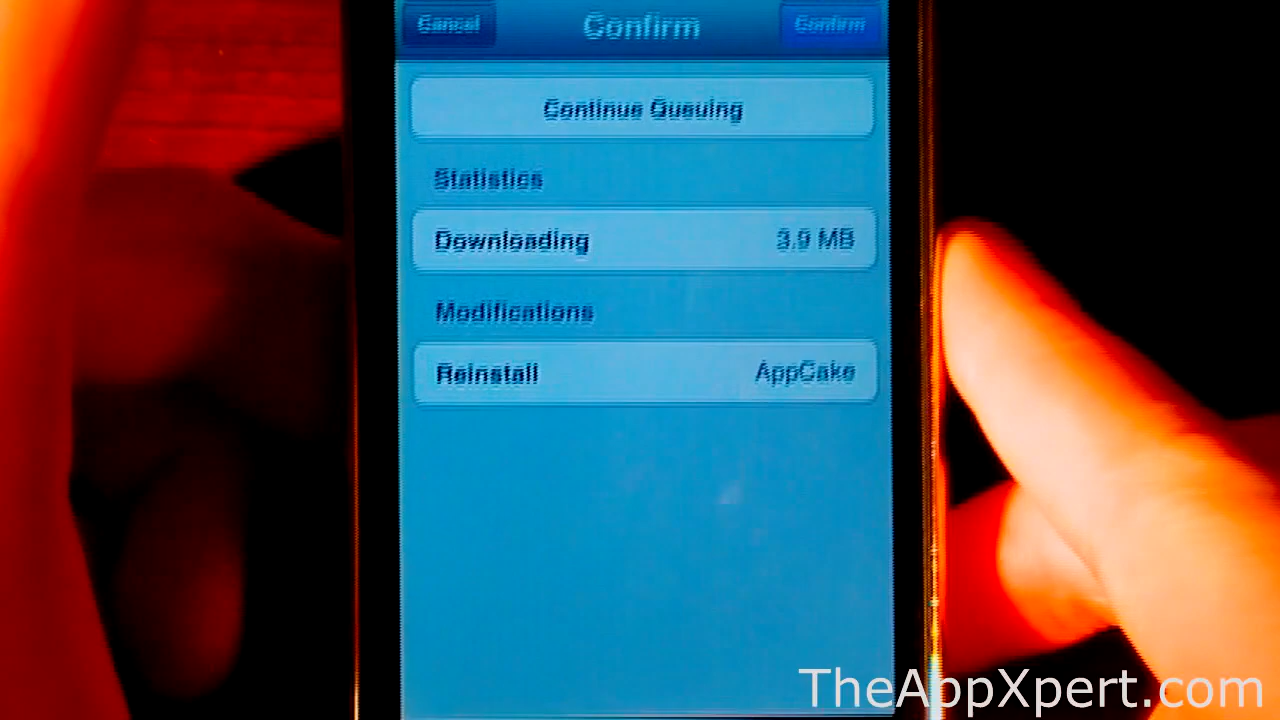 Cancel Confirm Confirm
Continue Queuing
Statistics
Downloading 3.9 MB
Modifications
Reinstall AppCake
TheAppXpert.com